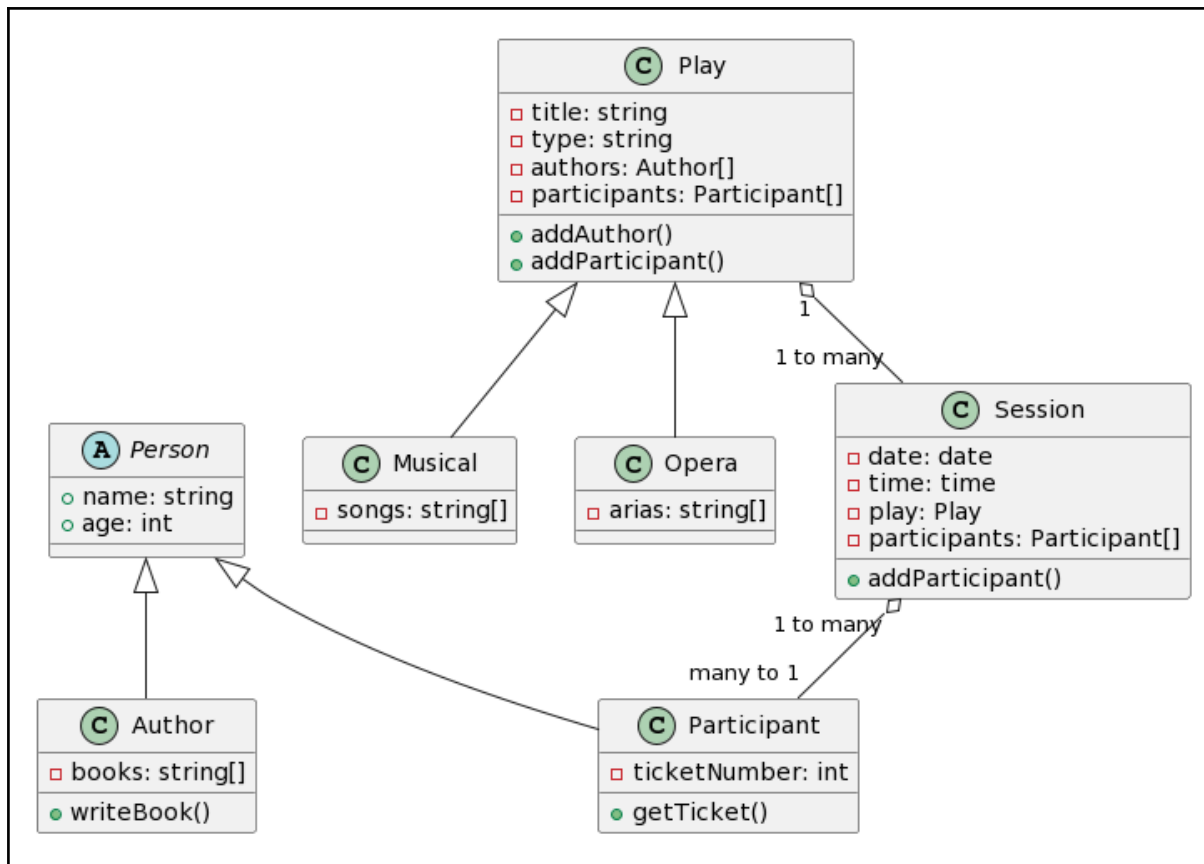 C Play
title: string
type: string
authors: Author[]
participants: Participant[]
addAuthor()
addParticipant()
1
1 to many
C Session
date: date
time: time
play: Play
participants: Participant[]
addParticipant()
A Person
name: string
age: int
C Musical
songs: string[]
C Opera
arias: string[]
1 to many
many to 1
C Author
books: string[]
writeBook()
C Participant
ticketNumber: int
getTicket()